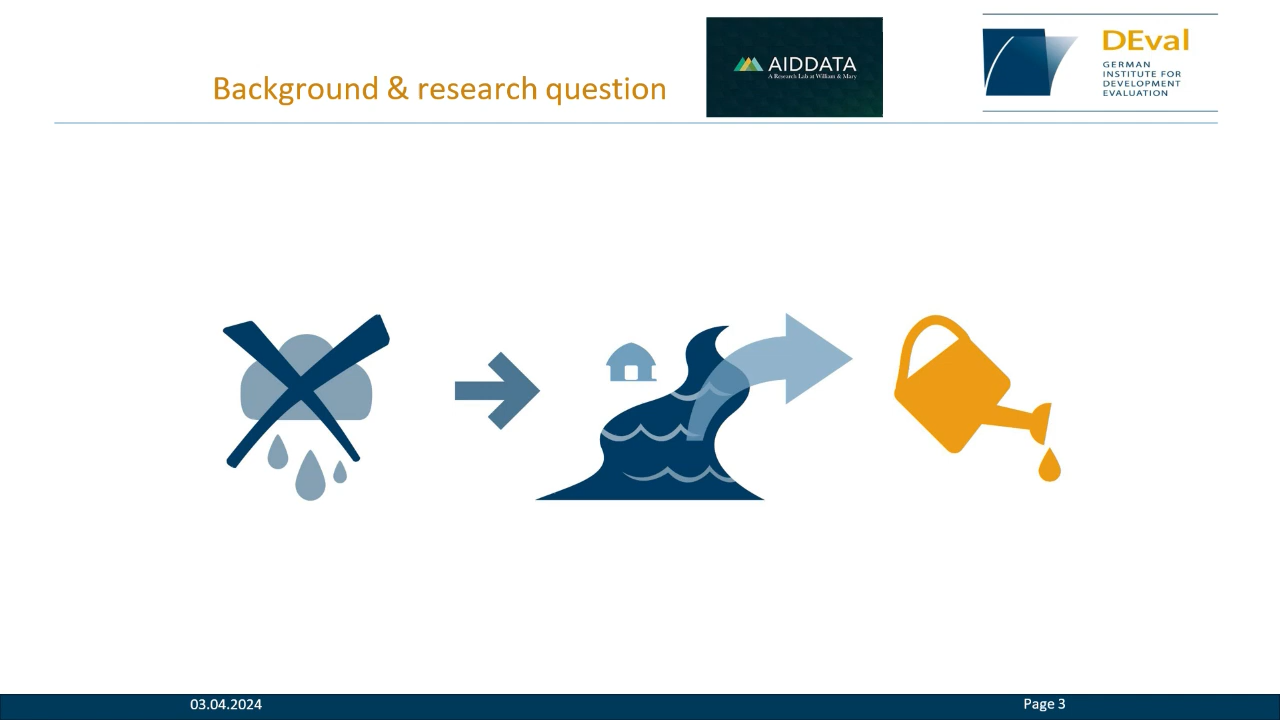 Background & research question
AIDDATA
A Research Lab at William & Mary
DEval
GERMAN
INSTITUTE FOR
DEVELOPMENT
EVALUATION
03.04.2024
Page 3